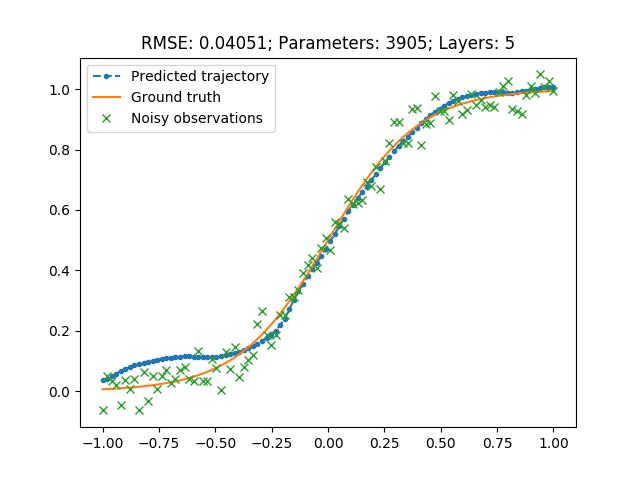 RMSE: 0.04051; Parameters: 3905; Layers: 5
Predicted trajectory
Ground truth
Noisy observations
1.0
0.8
0.6
0.4
0.2
0.0
−1.00 −0.75 −0.50 −0.25 0.00 0.25 0.50 0.75 1.00